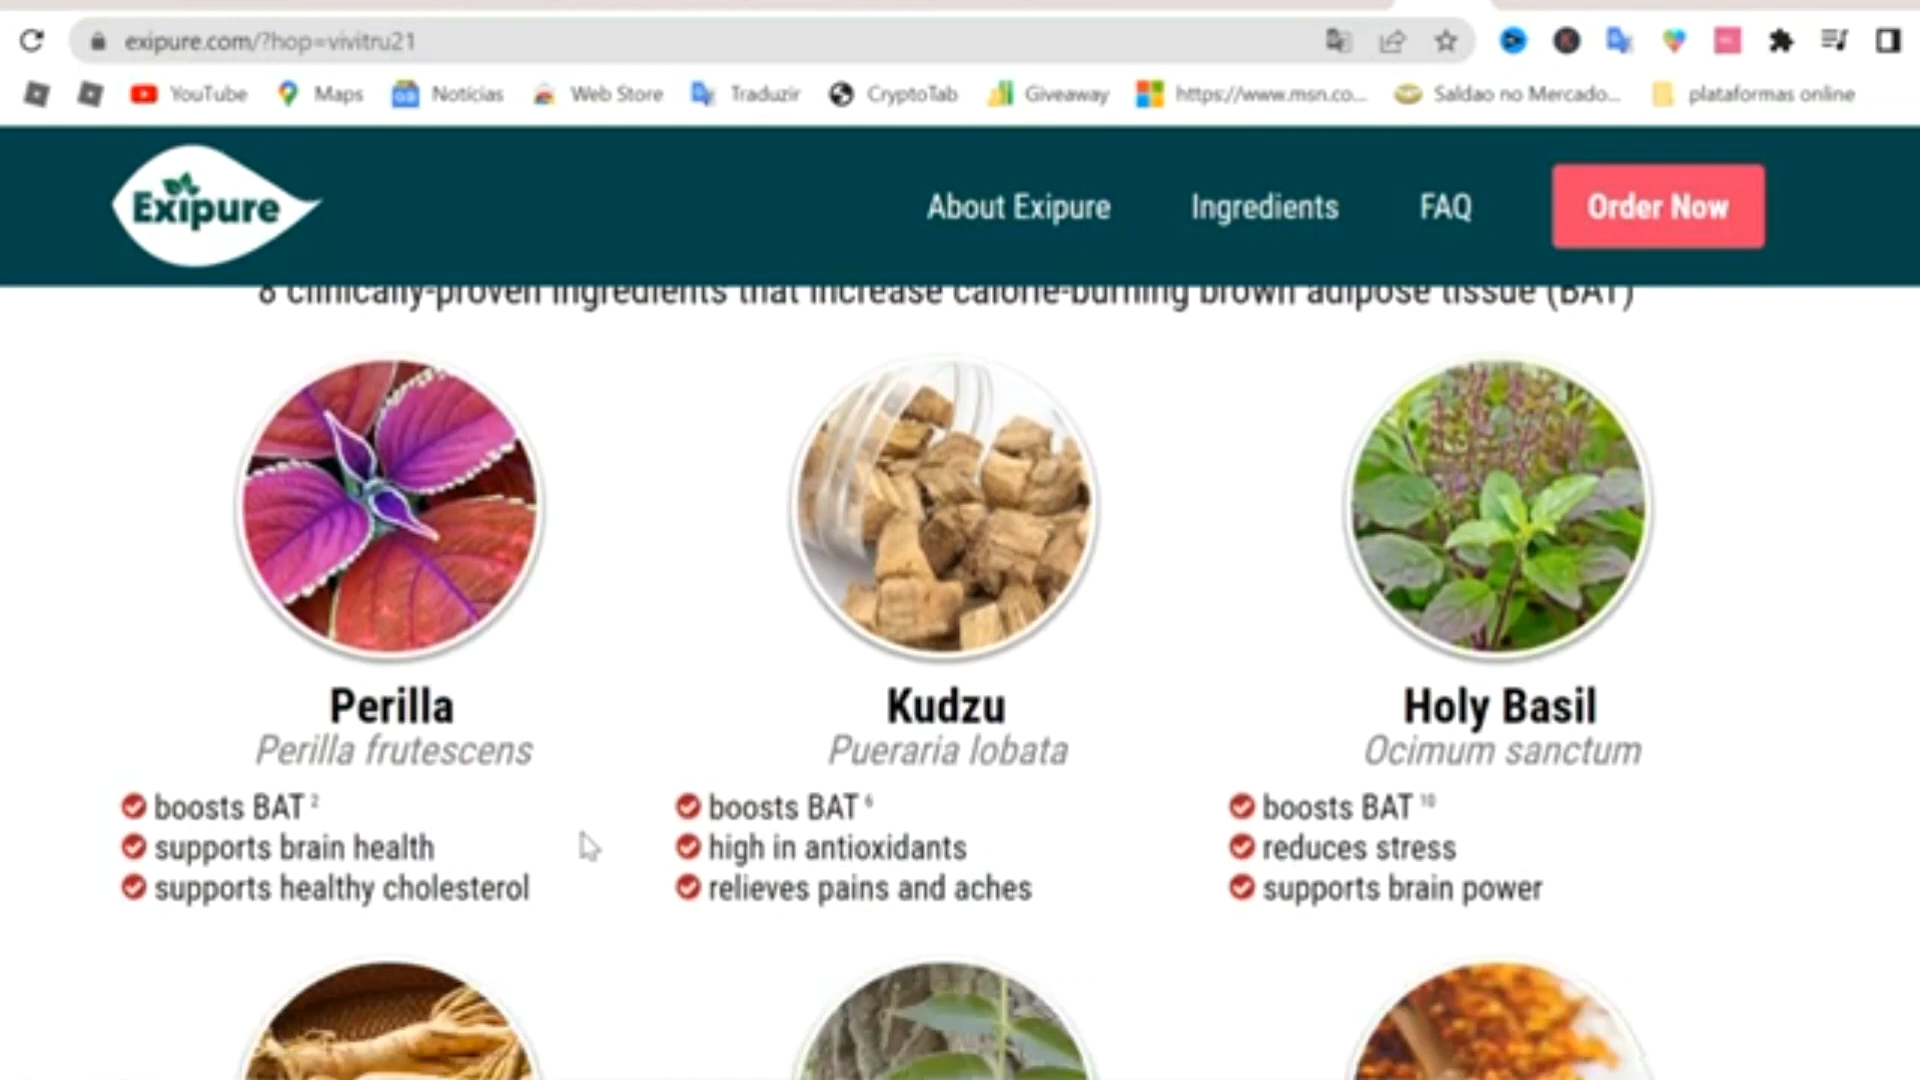 exipure.com/?hop=vivitru21
YouTube Maps Notícias Web Store Traduzir CryptoTab Giveaway https://www.msn.co... Saldao no Mercado... plataformas online
Exipure
About Exipure Ingredients FAQ Order Now
8 clinically-proven ingredients that increase calorie-burning brown adipose tissue (BAT)
Perilla
Perilla frutescens
boosts BAT 2
supports brain health
supports healthy cholesterol
Kudzu
Pueraria lobata
boosts BAT 6
high in antioxidants
relieves pains and aches
Holy Basil
Ocimum sanctum
boosts BAT 10
reduces stress
supports brain power